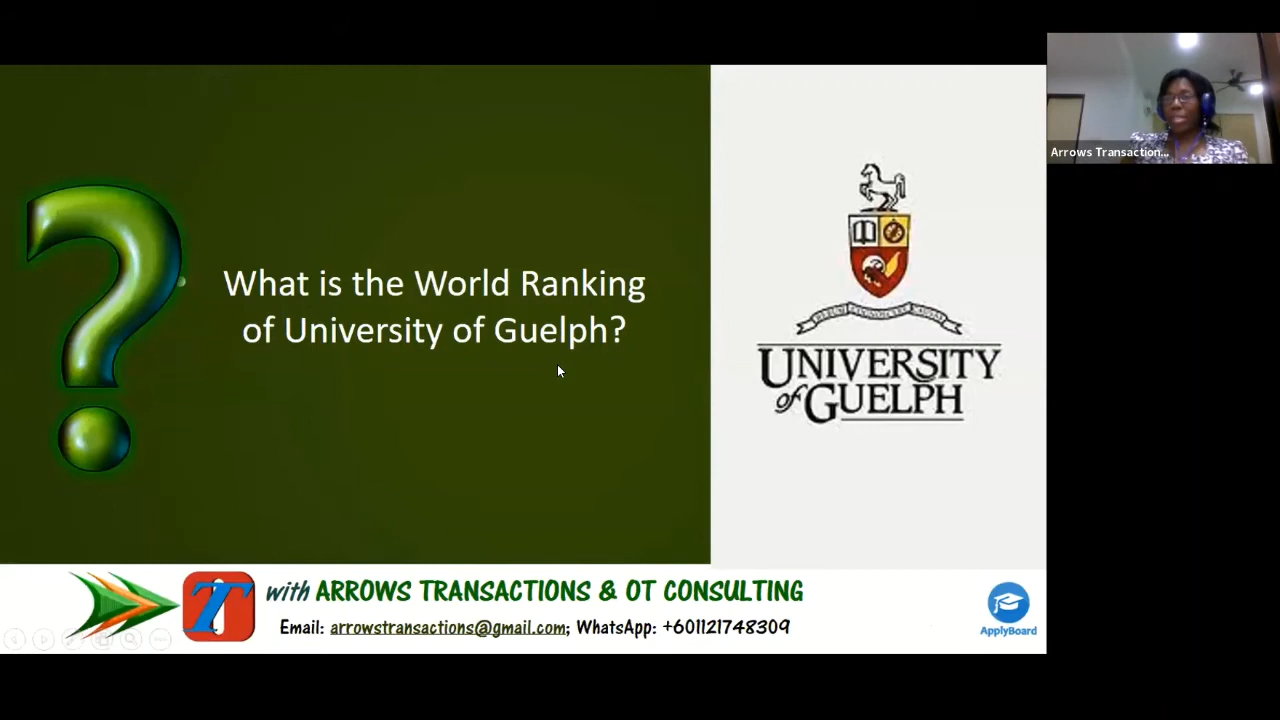 What is the World Ranking
of University of Guelph?
UNIVERSITY
of GUELPH
with ARROWS TRANSACTIONS & OT CONSULTING
Email: arrowstransactions@gmail.com; WhatsApp: +601121748309
ApplyBoard
Arrows Transaction...